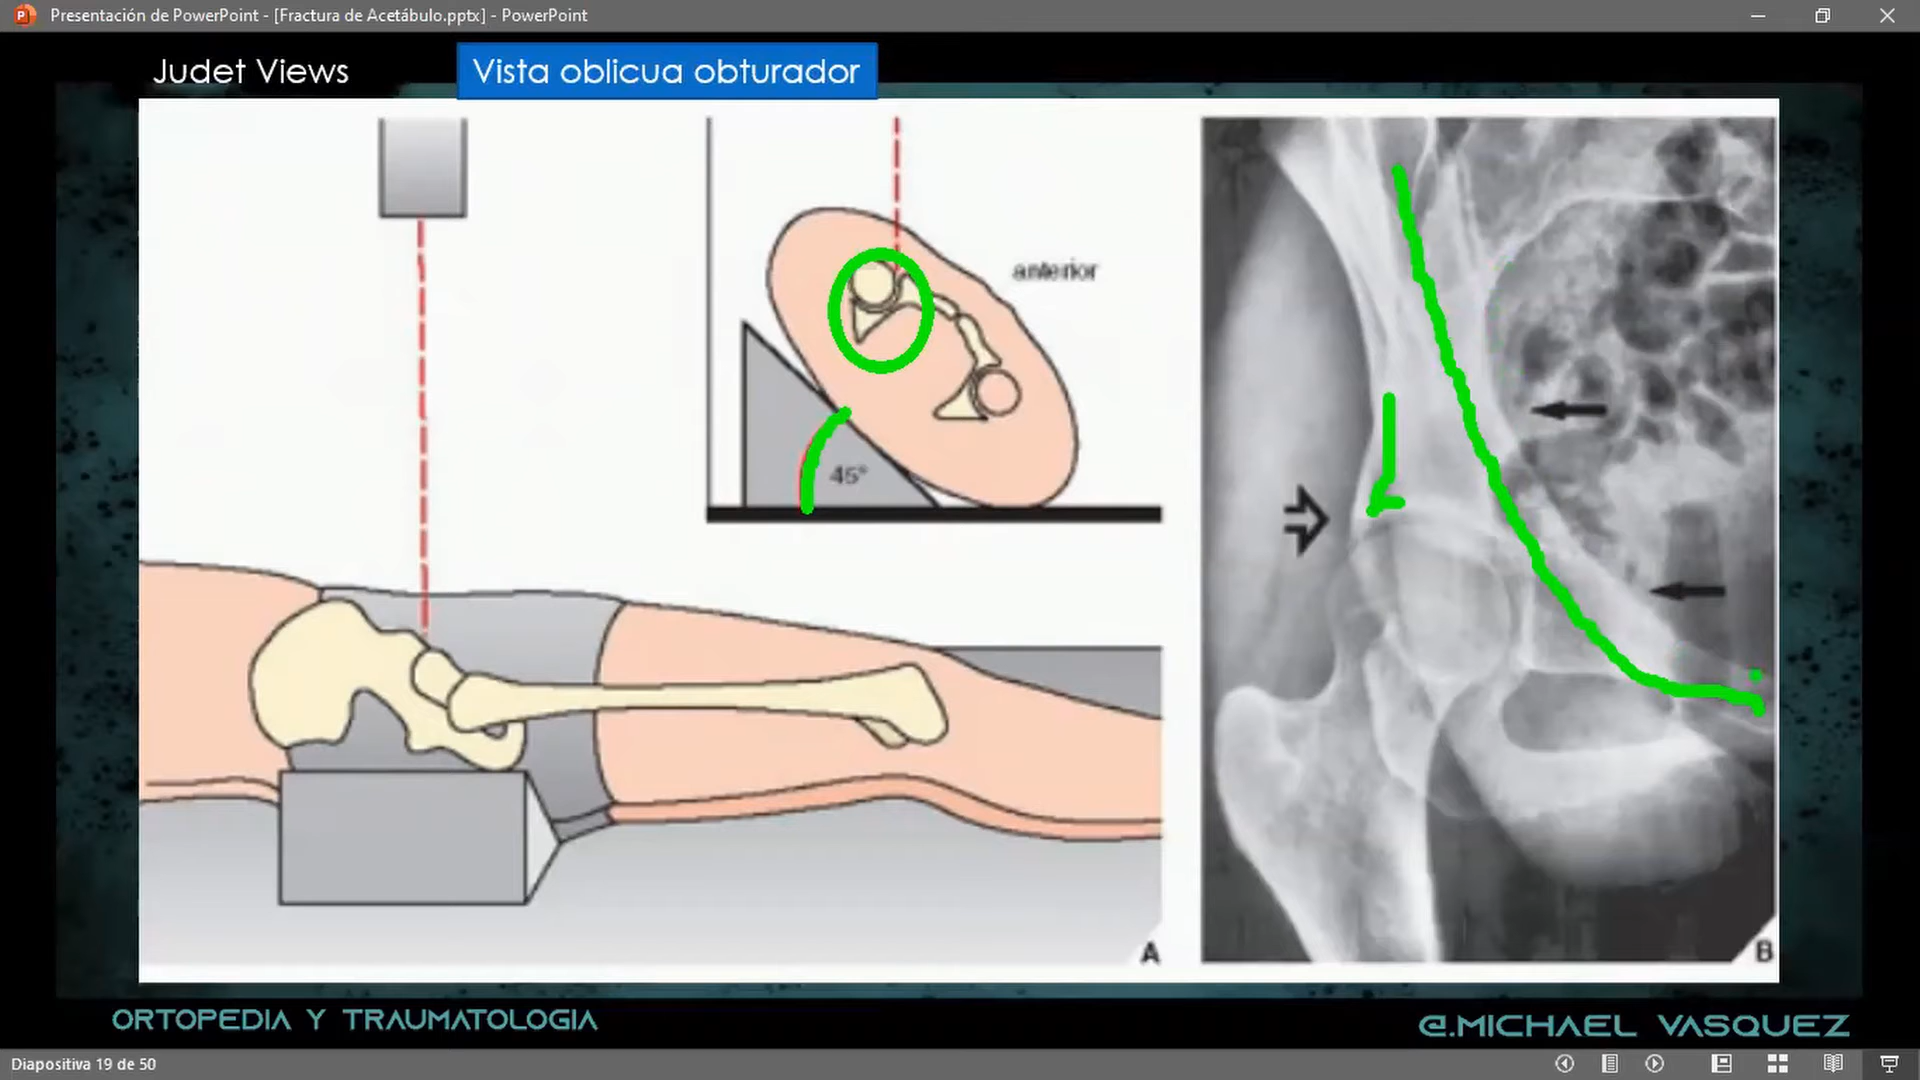 Presentación de PowerPoint - [Fractura de Acetábulo.pptx] - PowerPoint
Judet Views
Vista oblicua obturador
anterior
45°
A
B
ORTOPEDIA Y TRAUMATOLOGIA
@.MICHAEL VASQUEZ
Diapositiva 19 de 50